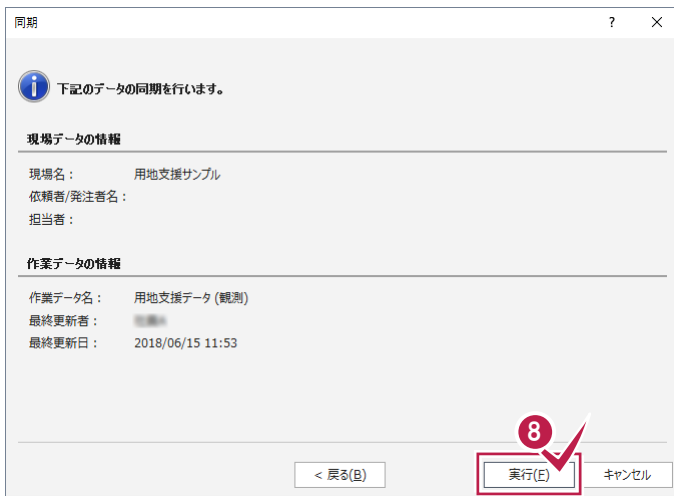 同期
?
下記のデータの同期を行います。
現場データの情報
現場名： 用地支援サンプル
依頼者/発注者名：
担当者：
作業データの情報
作業データ名： 用地支援データ (観測)
最終更新者：
最終更新日： 2018/06/15 11:53
8
< 戻る(B) 実行(F) キャンセル